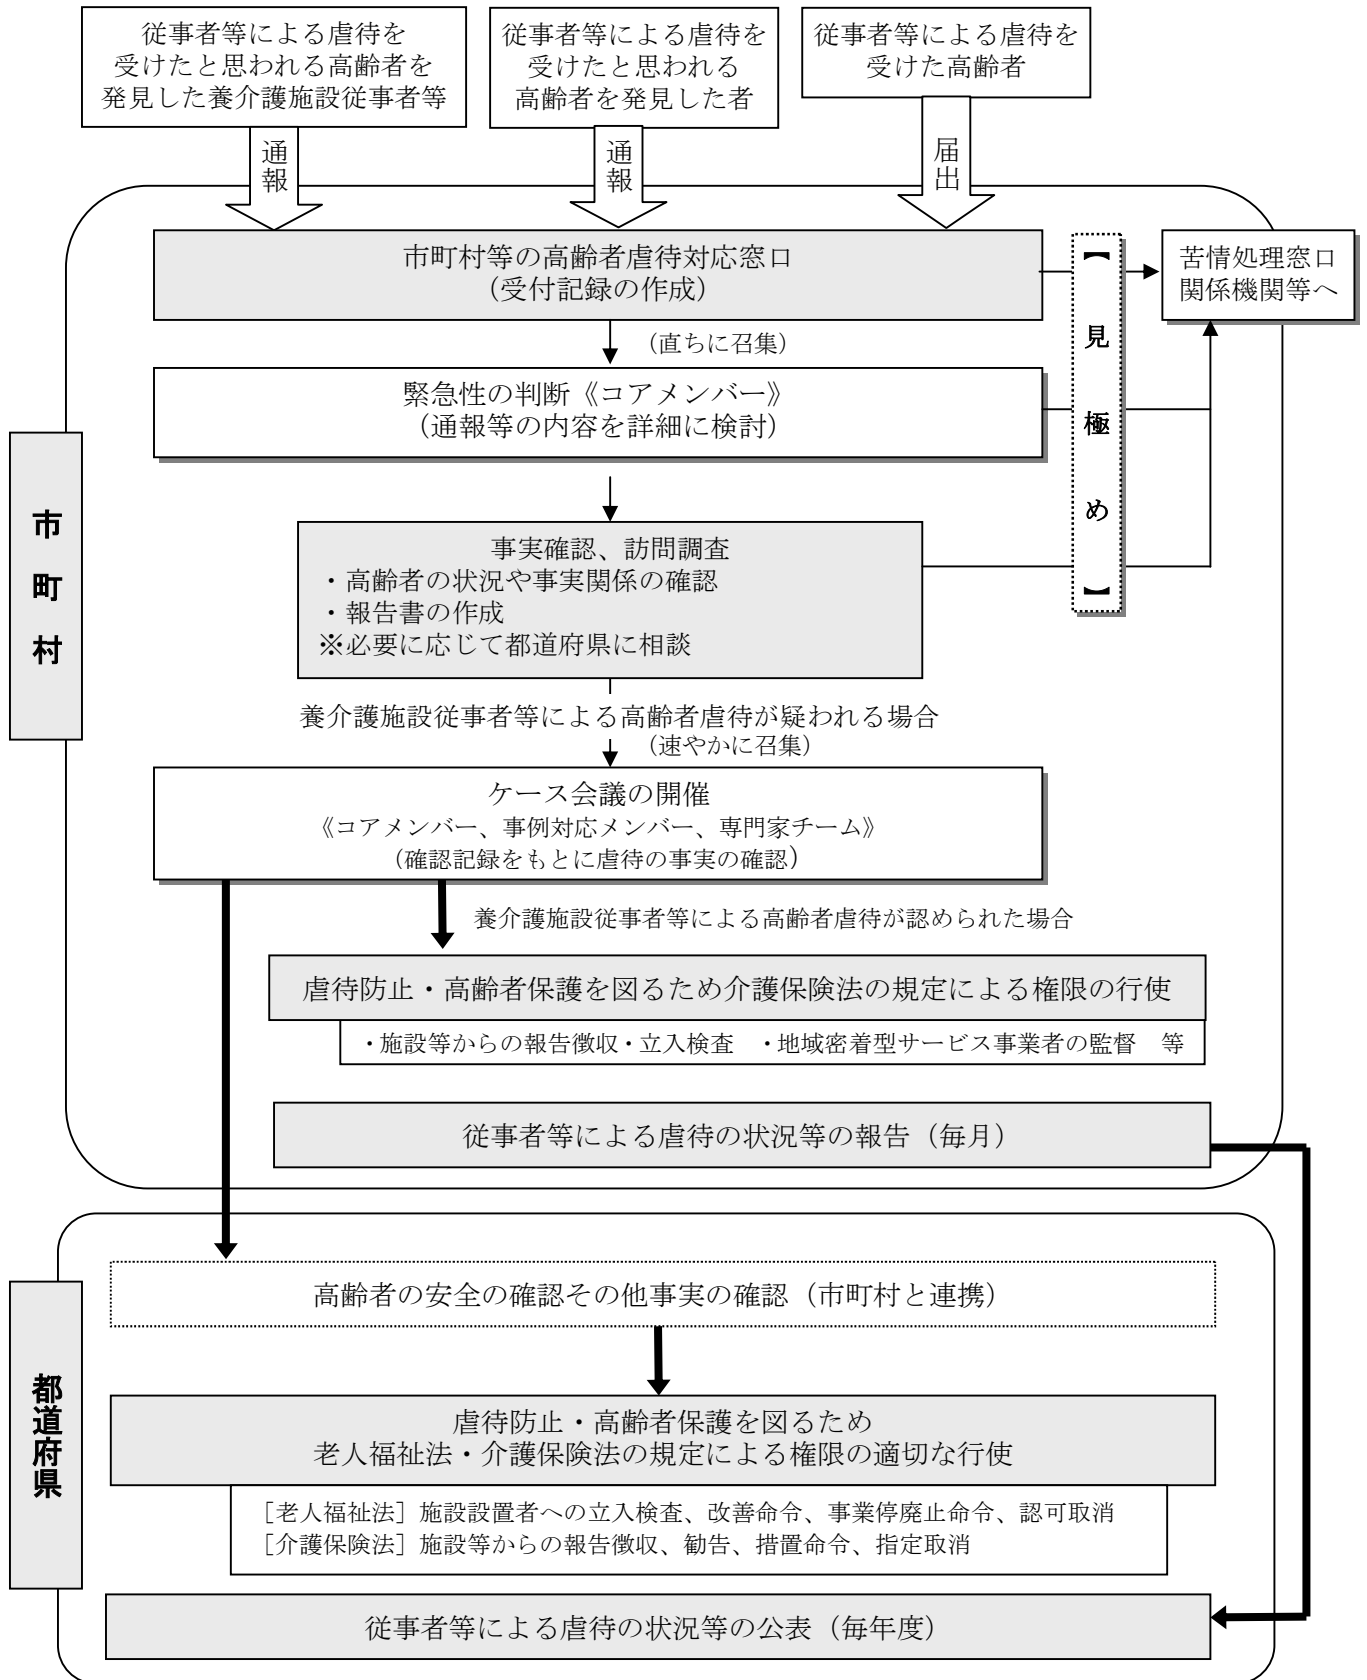 従事者等による虐待を
受けたと思われる高齢者を
発見した養介護施設従事者等
従事者等による虐待を
受けたと思われる
高齢者を発見した者
従事者等による虐待を
受けた高齢者
通報
通報
届出
市町村等の高齢者虐待対応窓口
（受付記録の作成）
苦情処理窓口
関係機関等へ
【見極め】
（直ちに召集）
緊急性の判断《コアメンバー》
（通報等の内容を詳細に検討）
市町村
事実確認、訪問調査
・高齢者の状況や事実関係の確認
・報告書の作成
※必要に応じて都道府県に相談
養介護施設従事者等による高齢者虐待が疑われる場合
（速やかに召集）
ケース会議の開催
《コアメンバー、事例対応メンバー、専門家チーム》
（確認記録をもとに虐待の事実の確認）
養介護施設従事者等による高齢者虐待が認められた場合
虐待防止・高齢者保護を図るため介護保険法の規定による権限の行使
・施設等からの報告徴収・立入検査　・地域密着型サービス事業者の監督　等
従事者等による虐待の状況等の報告（毎月）
都道府県
高齢者の安全の確認その他事実の確認（市町村と連携）
虐待防止・高齢者保護を図るため
老人福祉法・介護保険法の規定による権限の適切な行使
［老人福祉法］施設設置者への立入検査、改善命令、事業停廃止命令、認可取消
［介護保険法］施設等からの報告徴収、勧告、措置命令、指定取消
従事者等による虐待の状況等の公表（毎年度）